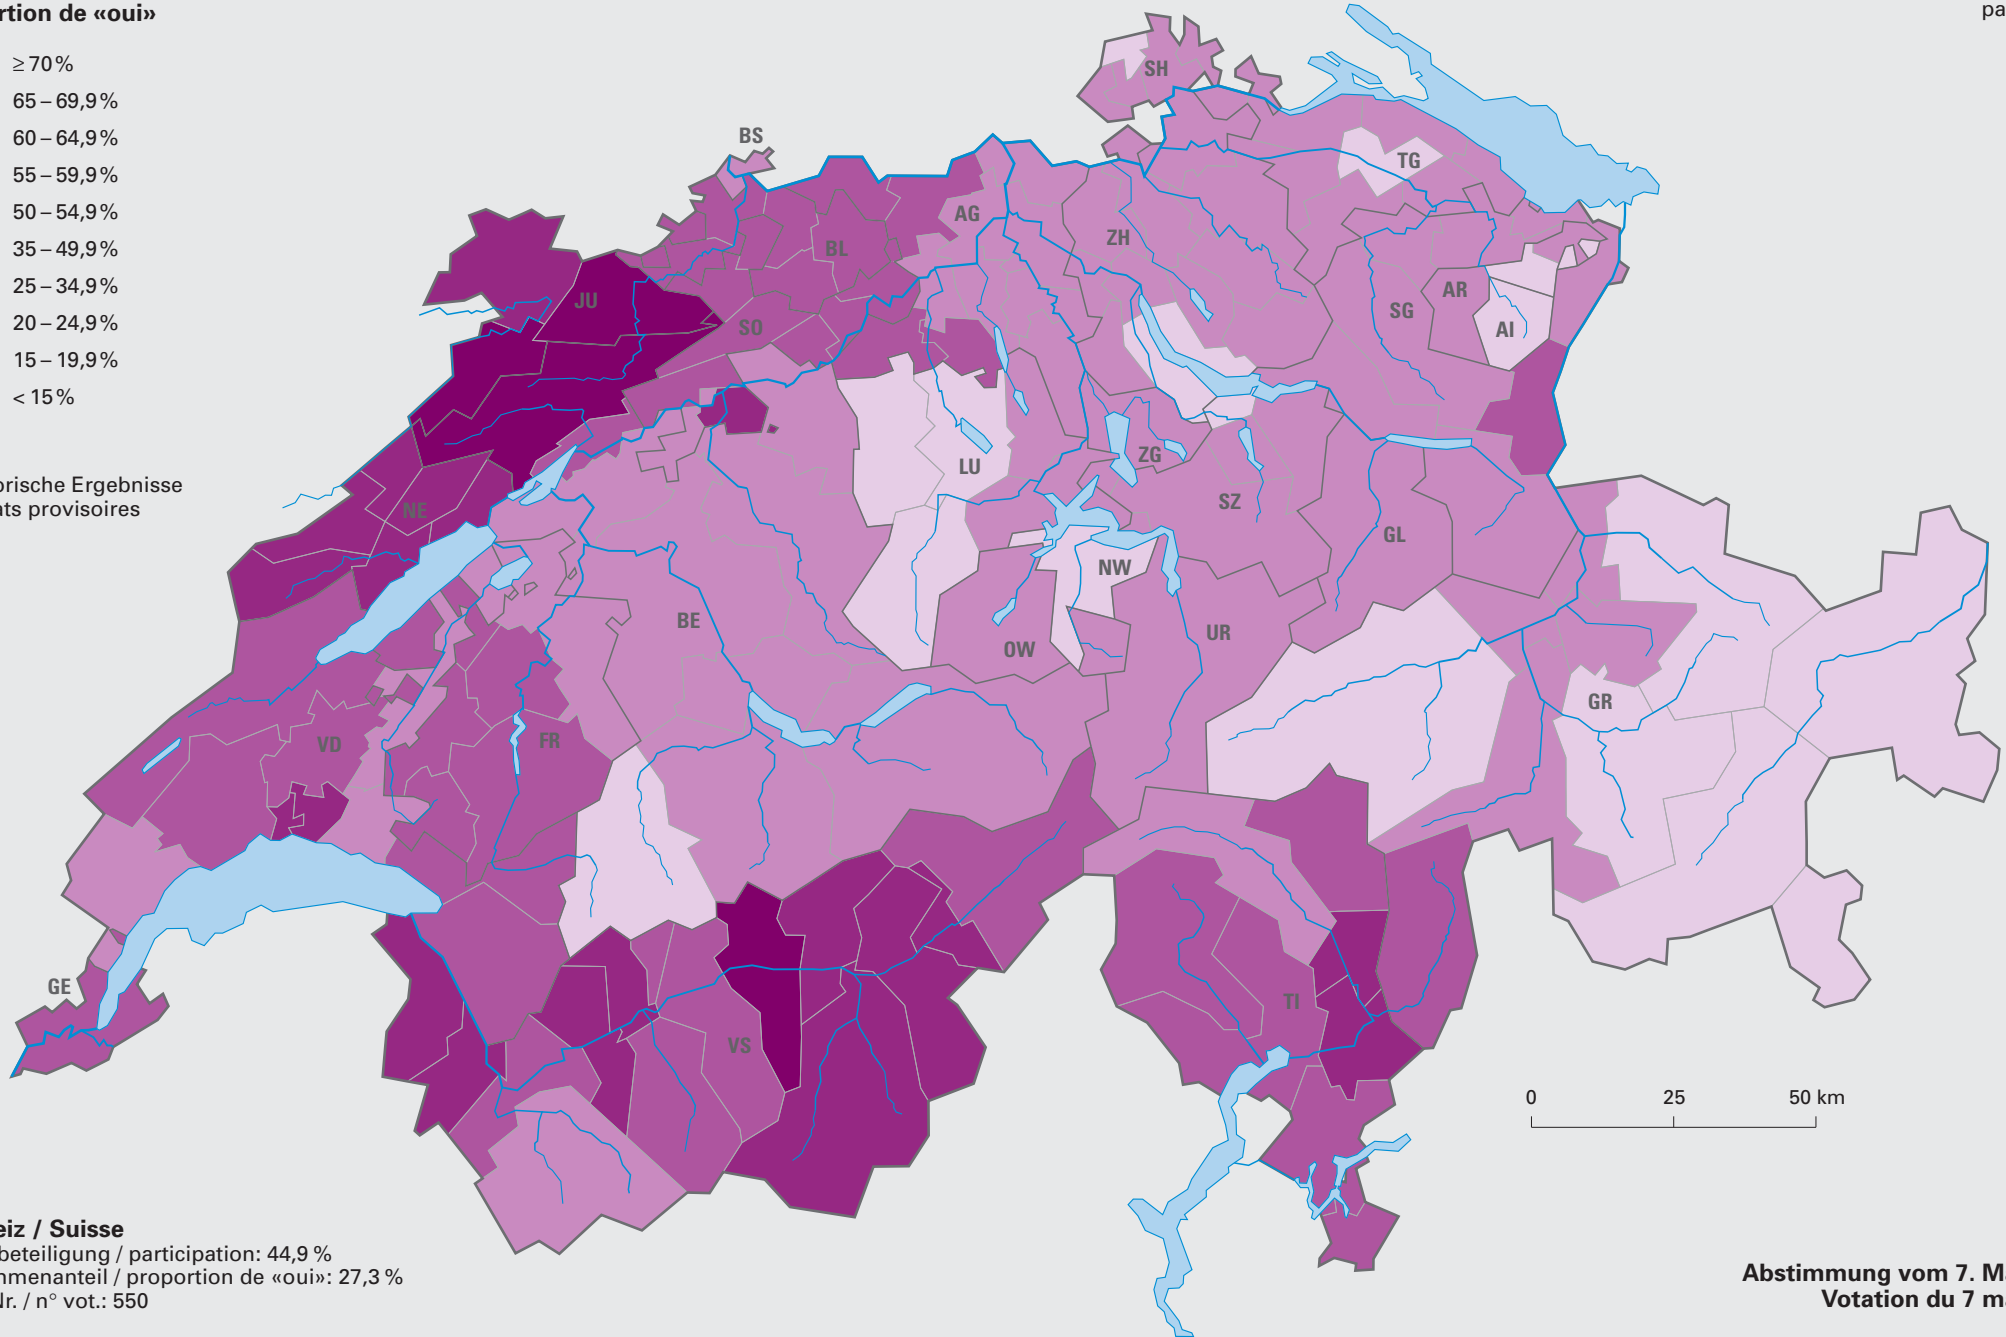 rtion de «oui»
pa
≥ 70 %
65 – 69,9 %
60 – 64,9 %
55 – 59,9 %
50 – 54,9 %
35 – 49,9 %
25 – 34,9 %
20 – 24,9 %
15 – 19,9 %
< 15 %
orische Ergebnisse
ats provisoires
SH
BS
TG
AG
ZH
BL
JU
SO
SG
AR
AI
LU
ZG
SZ
NE
GL
NW
BE
OW
UR
GR
VD
FR
GE
TI
VS
0 25 50 km
eiz / Suisse
beteiligung / participation: 44,9 %
nmenanteil / proportion de «oui»: 27,3 %
Nr. / n° vot.: 550
Abstimmung vom 7. Ma
Votation du 7 ma